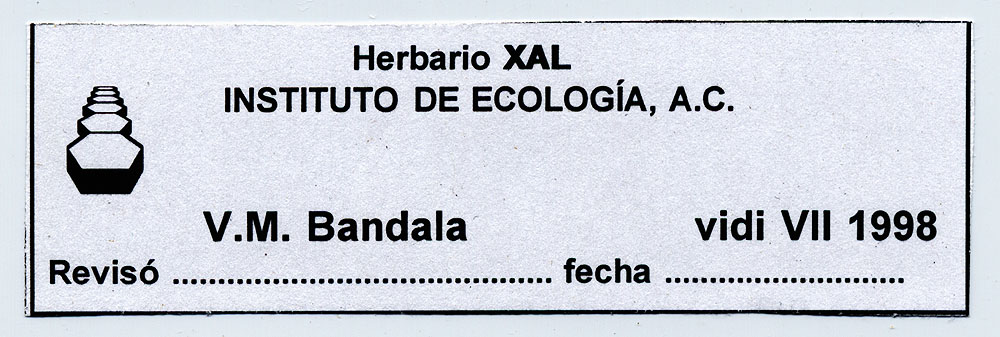 Herbario XAL
INSTITUTO DE ECOLOGÍA, A.C.
V.M. Bandala vidi VII 1998
Revisó .......................................... fecha ..........................